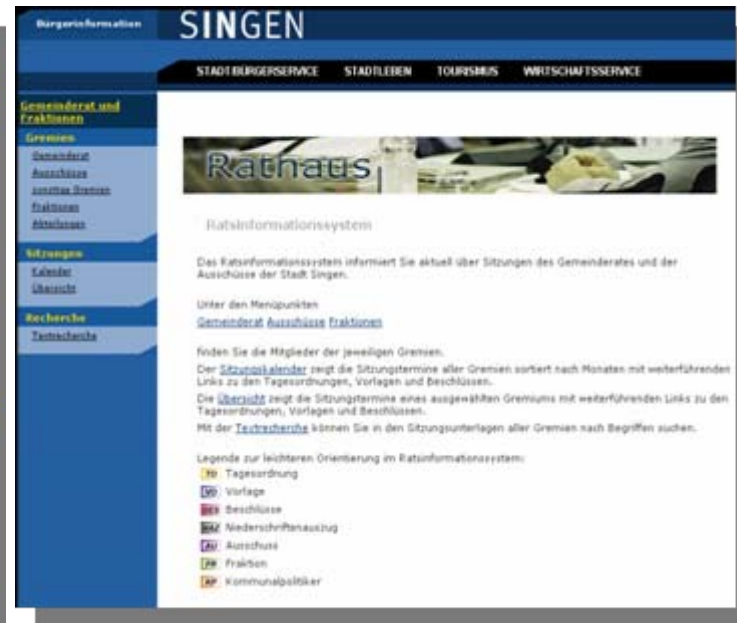 Bürgerinformation
SINGEN
STADT BÜRGERSERVICE STADTLEBEN TOURISMUS WIRTSCHAFTSSERVICE
Gemeinderat und
Fraktionen
Gremien
Gemeinderat
Ausschüsse
sonstige Gremien
Fraktionen
Abteilungen
Sitzungen
Kalender
Übersicht
Recherche
Textrecherche
Rathaus
Ratsinformationssystem
Das Ratsinformationssystem informiert Sie aktuell über Sitzungen des Gemeinderates und der
Ausschüsse der Stadt Singen.
Unter den Menüpunkten
Gemeinderat Ausschüsse Fraktionen
finden Sie die Mitglieder der jeweiligen Gremien.
Der Sitzungskalender zeigt die Sitzungstermine aller Gremien sortiert nach Monaten mit weiterführenden
Links zu den Tagesordnungen, Vorlagen und Beschlüssen.
Die Übersicht zeigt die Sitzungstermine eines ausgewählten Gremiums mit weiterführenden Links zu den
Tagesordnungen, Vorlagen und Beschlüssen.
Mit der Textrecherche können Sie in den Sitzungsunterlagen aller Gremien nach Begriffen suchen.
Legende zur leichteren Orientierung im Ratsinformationssystem:
TO Tagesordnung
VO Vorlage
BES Beschlüsse
NAZ Niederschriftenauszug
AU Ausschuss
FR Fraktion
KP Kommunalpolitiker